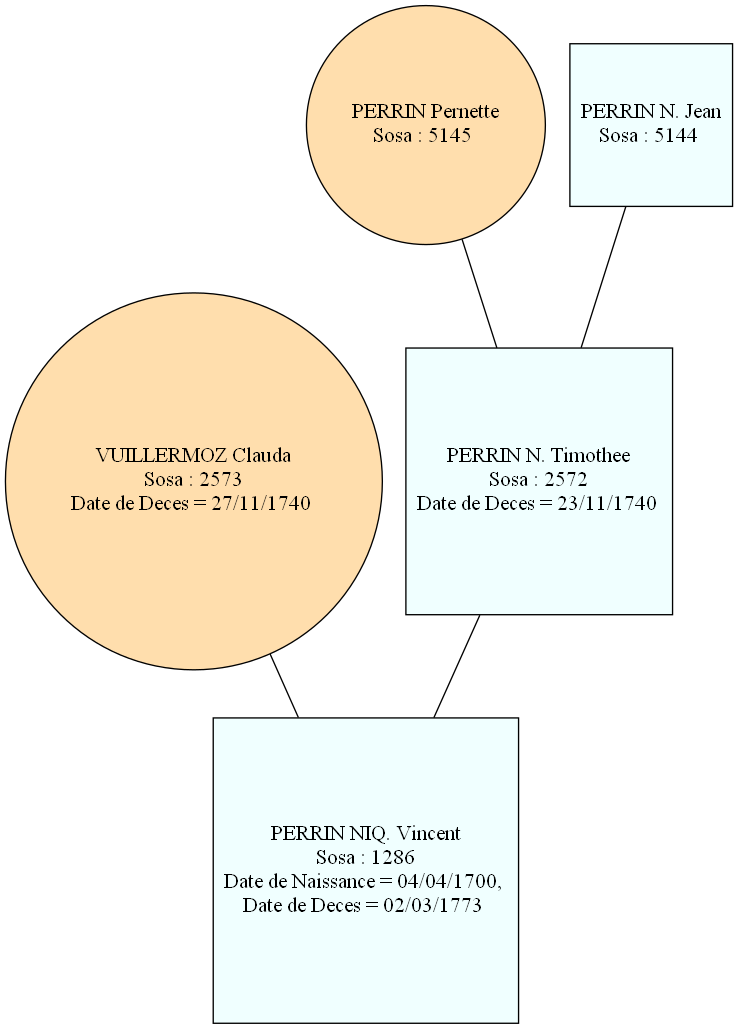 PERRIN Pernette
Sosa : 5145
PERRIN N. Jean
Sosa : 5144
VUILLERMOZ Clauda
Sosa : 2573
Date de Deces = 27/11/1740
PERRIN N. Timothee
Sosa : 2572
Date de Deces = 23/11/1740
PERRIN NIQ. Vincent
Sosa : 1286
Date de Naissance = 04/04/1700,
Date de Deces = 02/03/1773